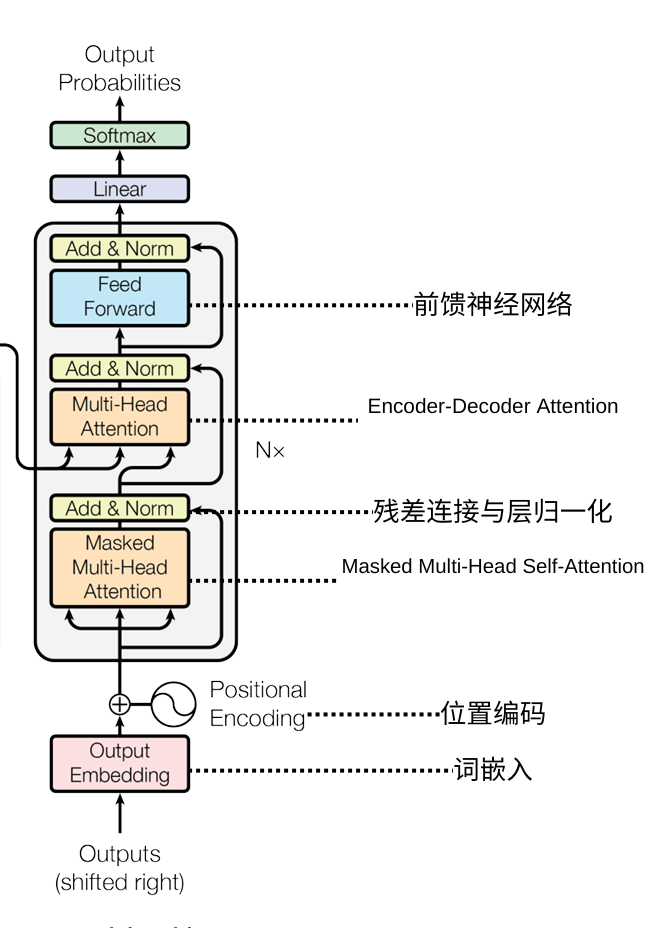 Output
Probabilities
Softmax
Linear
Add & Norm
Feed
Forward
前馈神经网络
Add & Norm
Multi-Head
Attention
Encoder-Decoder Attention
N×
Add & Norm
残差连接与层归一化
Masked
Multi-Head
Attention
Masked Multi-Head Self-Attention
Positional
Encoding
位置编码
Output
Embedding
词嵌入
Outputs
(shifted right)